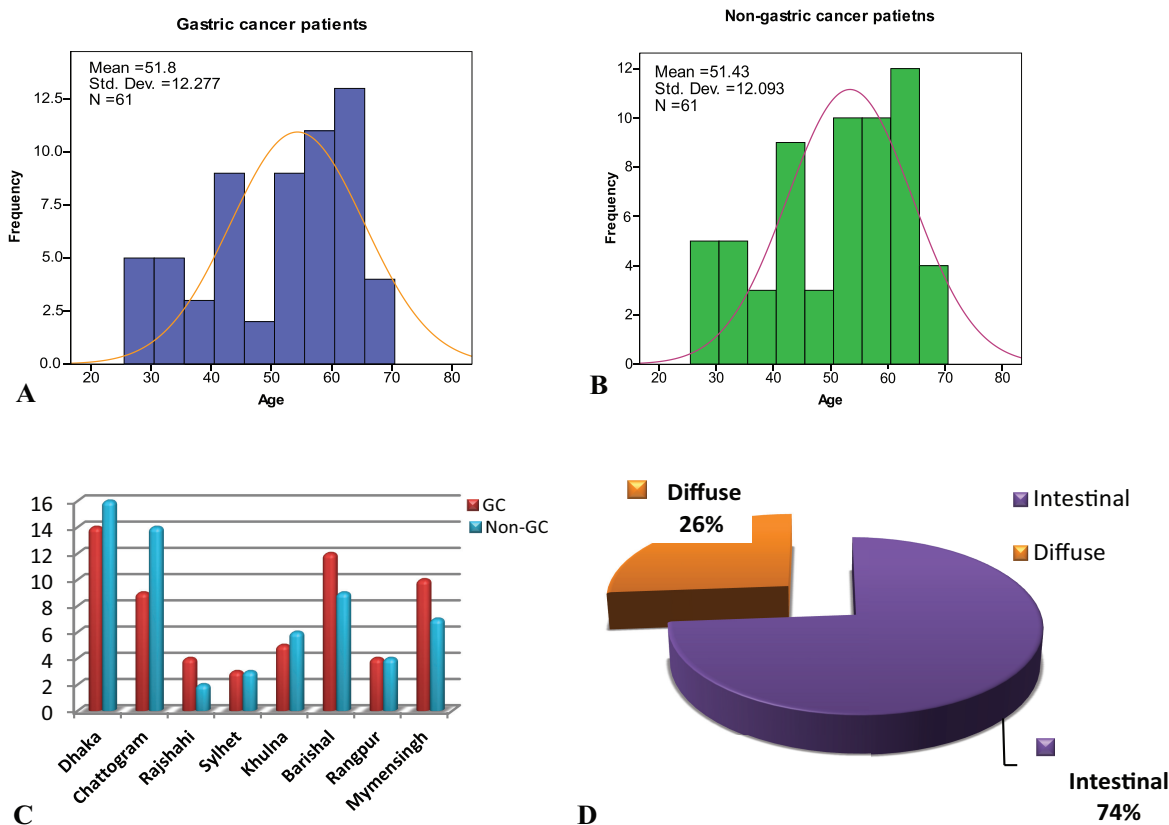 Gastric cancer patients
Mean =51.8
Std. Dev. =12.277
N =61
12.5
10.0
7.5
5.0
2.5
0.0
Frequency
20 30 40 50 60 70 80
Age
A
Non-gastric cancer patietns
Mean =51.43
Std. Dev. =12.093
N =61
12
10
8
6
4
2
0
Frequency
20 30 40 50 60 70 80
Age
B
16
14
12
10
8
6
4
2
0
GC
Non-GC
Dhaka
Chattogram
Rajshahi
Sylhet
Khulna
Barishal
Rangpur
Mymensingh
C
Diffuse
26%
Intestinal
Diffuse
Intestinal
74%
D